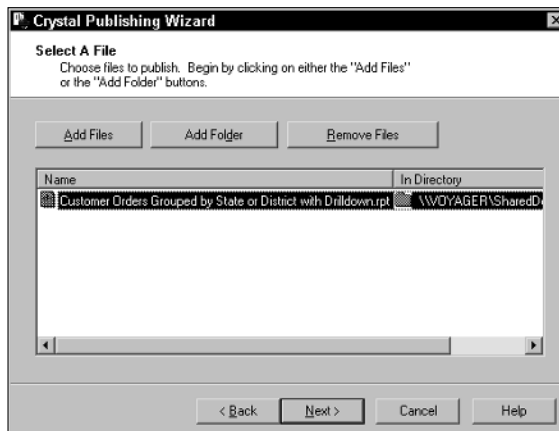 Crystal Publishing Wizard
Select A File
Choose files to publish. Begin by clicking on either the "Add Files"
or the "Add Folder" buttons.
Add Files Add Folder Remove Files
Name In Directory
Customer Orders Grouped by State or District with Drilldown.rpt \\VOYAGER\SharedDo
< Back Next > Cancel Help